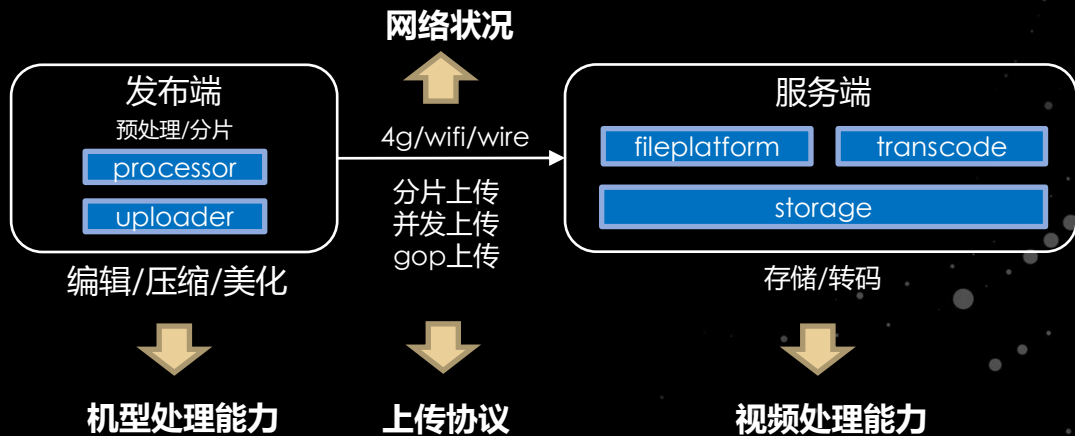 网络状况
发布端
预处理/分片
processor
uploader
编辑/压缩/美化
4g/wifi/wire
分片上传
并发上传
gop上传
服务端
fileplatform
transcode
storage
存储/转码
机型处理能力
上传协议
视频处理能力